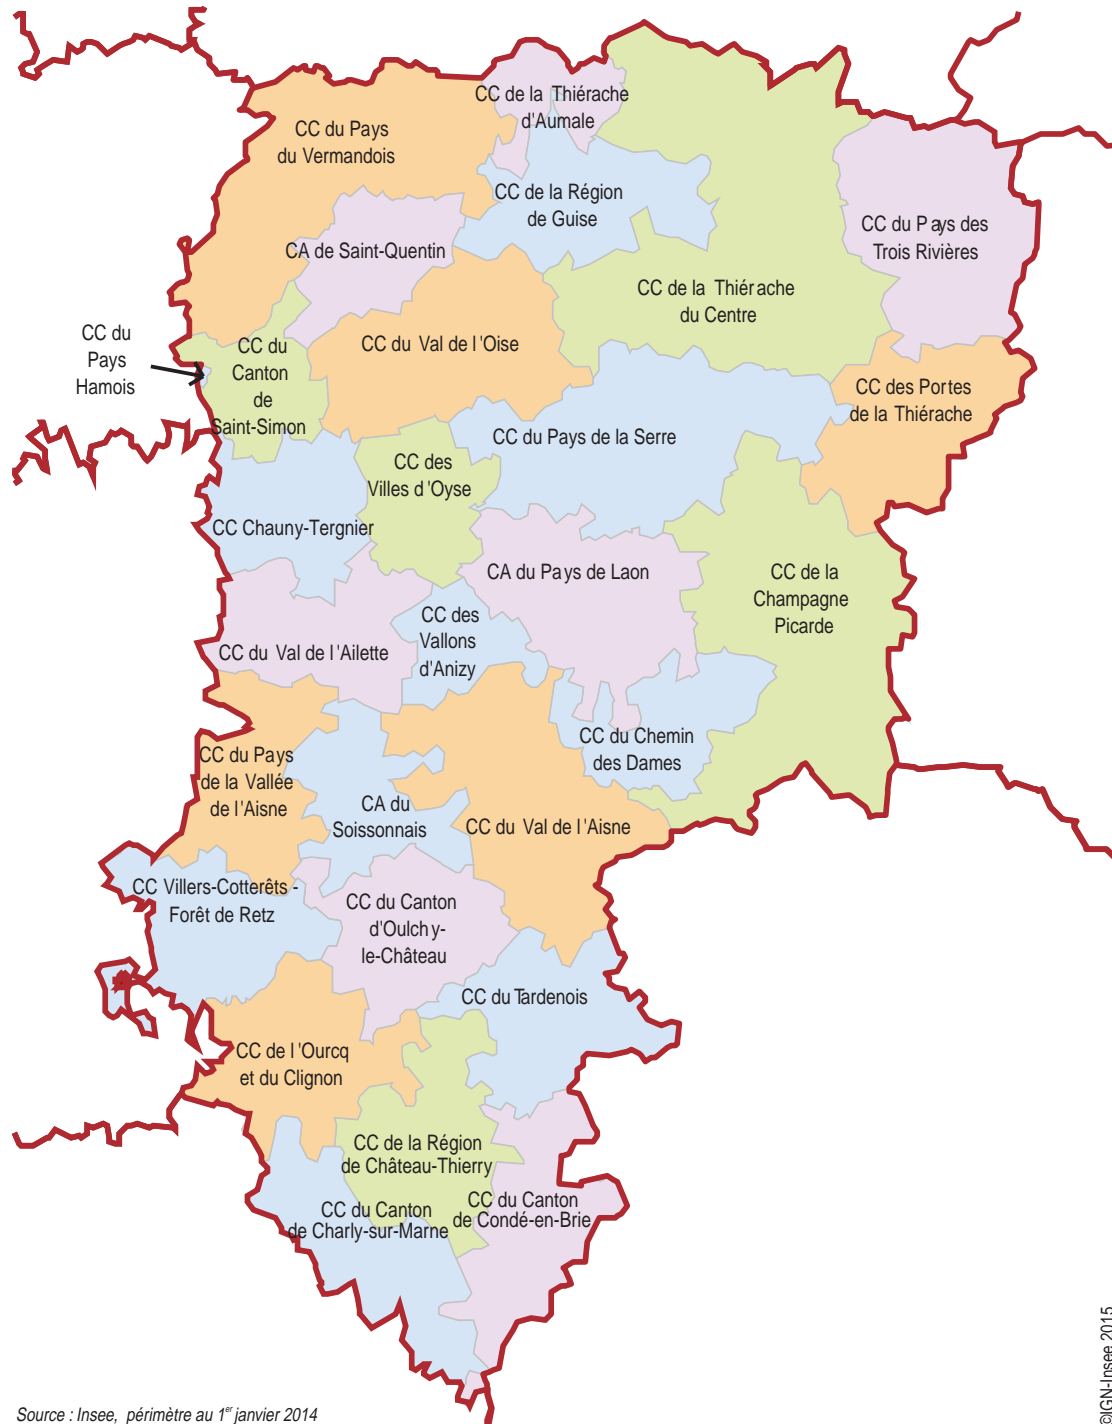 CC de la Thiérache
d'Aumale
CC du Pays
du Vermandois
CC de la Région
de Guise
CC du Pays des
Trois Rivières
CA de Saint-Quentin
CC de la Thiérache
du Centre
CC du
Pays
Hamois
CC du
Canton
de
Saint-Simon
CC du Val de l'Oise
CC des Portes
de la Thiérache
CC du Pays de la Serre
CC des
Villes d'Oyse
CC Chauny-Tergnier
CA du Pays de Laon
CC de la
Champagne
Picarde
CC des
Vallons
d'Anizy
CC du Val de l'Ailette
CC du Chemin
des Dames
CC du Pays
de la Vallée
de l'Aisne
CA du
Soissonnais
CC du Val de l'Aisne
CC Villers-Cotterêts -
Forêt de Retz
CC du Canton
d'Oulchy-
le-Château
CC du Tardenois
CC de l'Ourcq
et du Clignon
CC de la Région
de Château-Thierry
CC du Canton
de Charly-sur-Marne
CC du Canton
de Condé-en-Brie
Source : Insee, périmètre au 1er janvier 2014
©IGN-Insee 2015